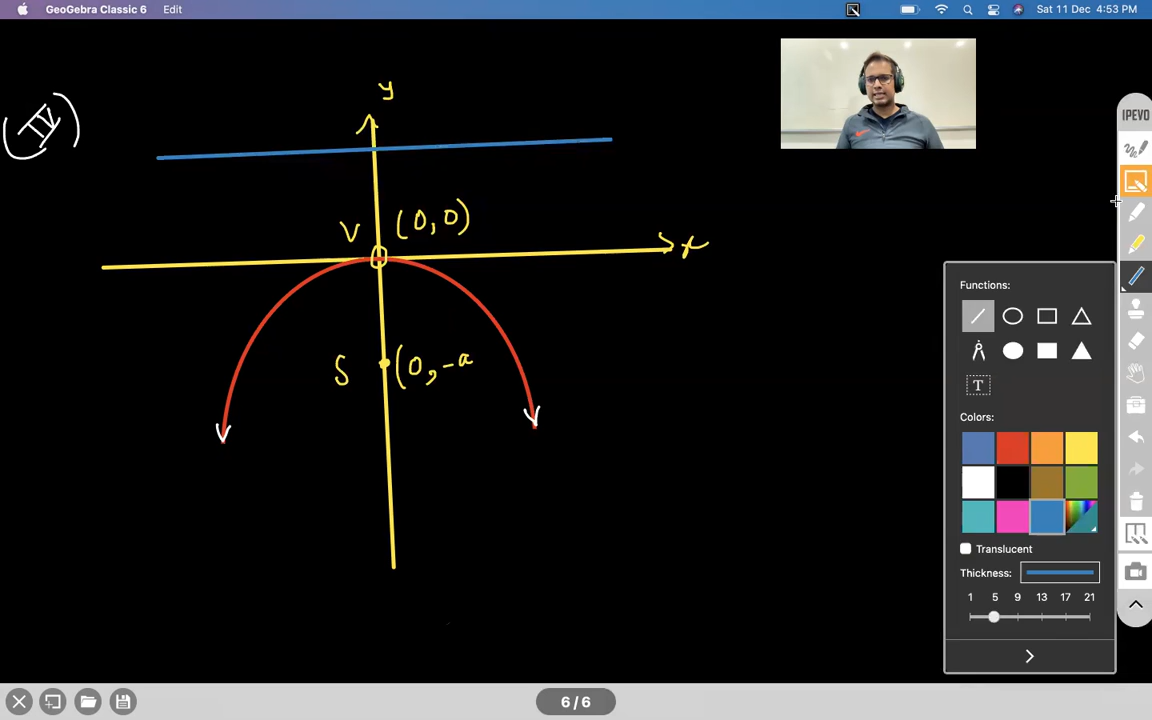 GeoGebra Classic 6 Edit Sat 11 Dec 4:53 PM
IPEVO
(IV)
y
V (0,0)
x
S (0,-a
Functions:
T
Colors:
Translucent
Thickness:
1 5 9 13 17 21
6 / 6